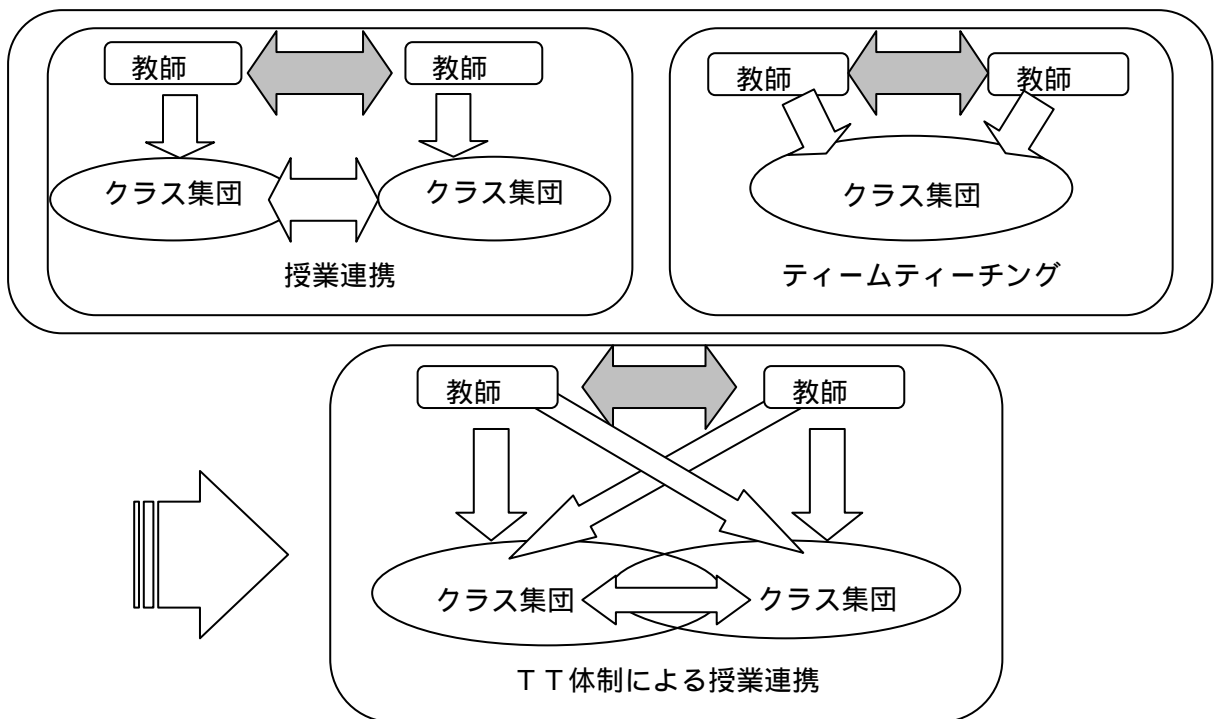 教師
教師
クラス集団
クラス集団
授業連携
教師
教師
クラス集団
ティームティーチング
教師
教師
クラス集団
クラス集団
ＴＴ体制による授業連携